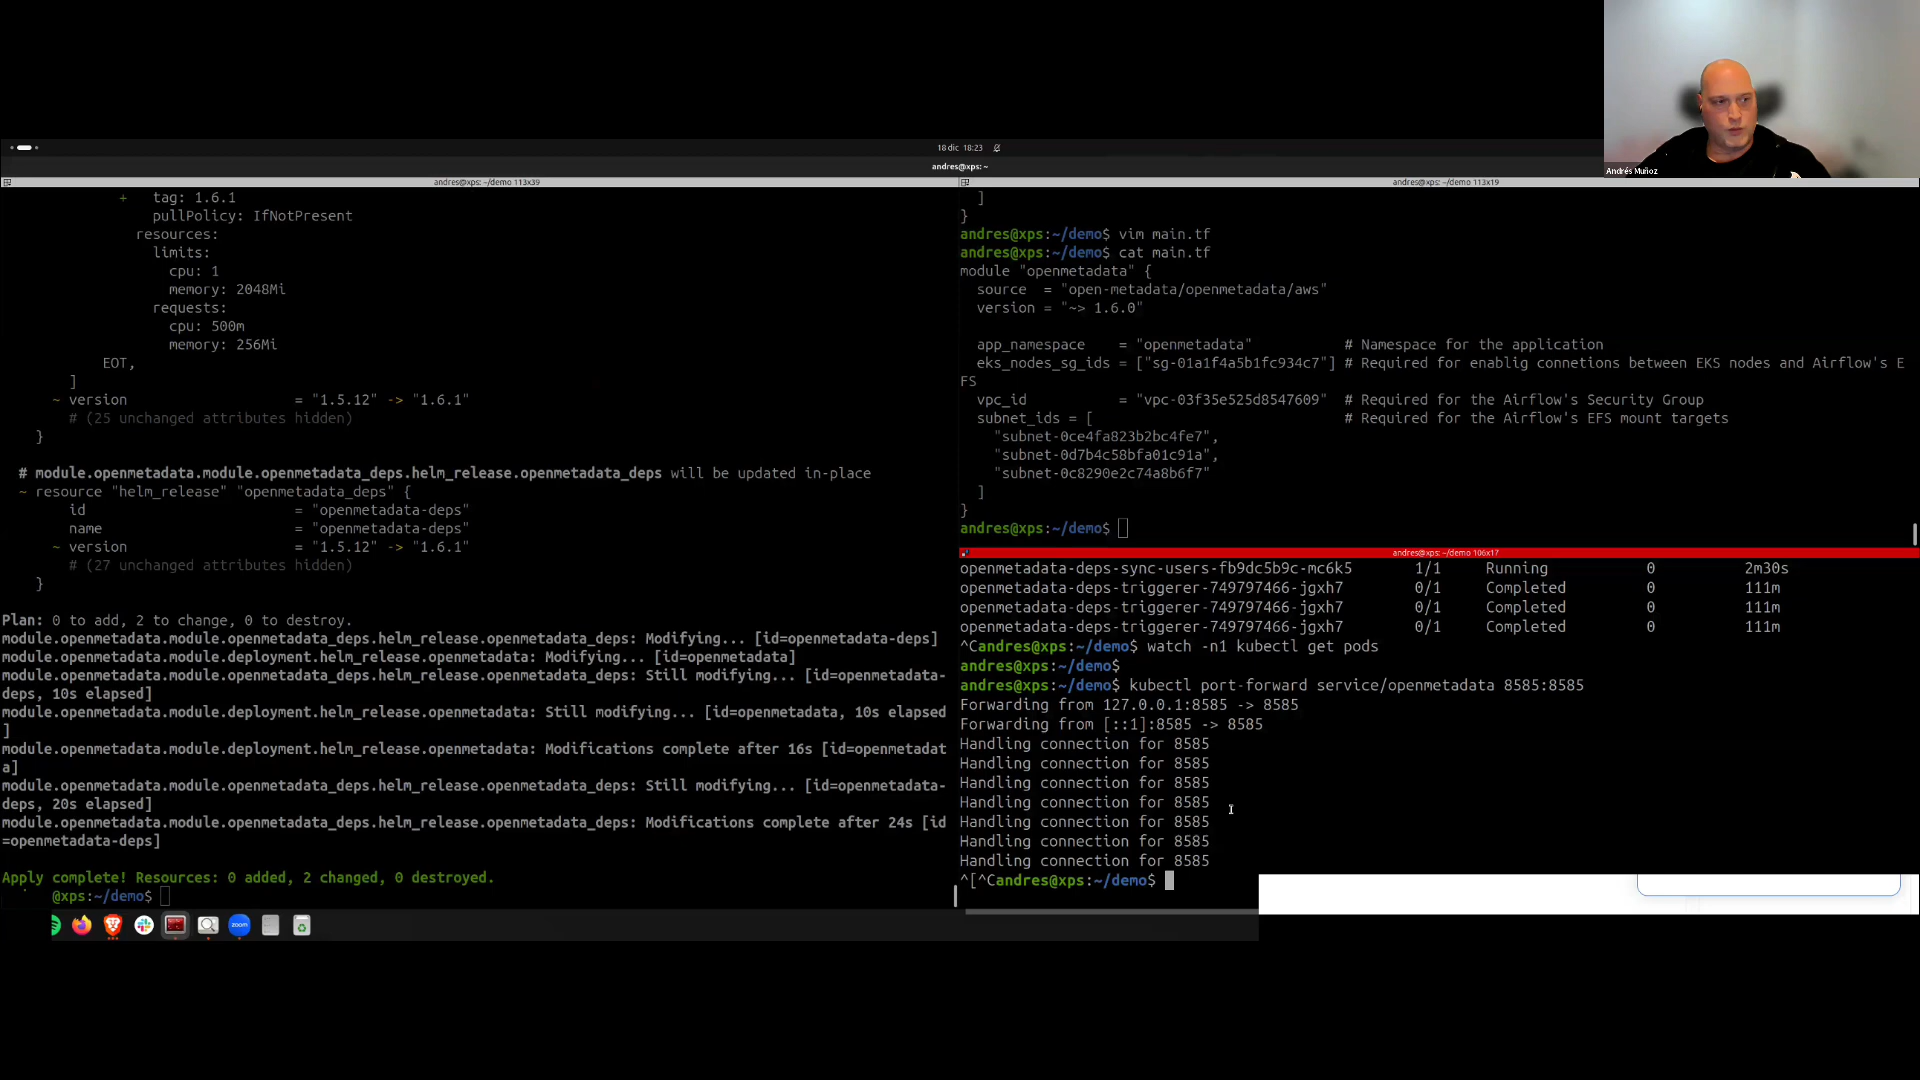 Andrés Muñoz
18 dic 18:23
andres@xps: ~
andres@xps: ~/demo 113x39
+ tag: 1.6.1
pullPolicy: IfNotPresent
resources:
limits:
cpu: 1
memory: 2048Mi
requests:
cpu: 500m
memory: 256Mi
EOT,
]
~ version = "1.5.12" -> "1.6.1"
# (25 unchanged attributes hidden)
}
# module.openmetadata.module.openmetadata_deps.helm_release.openmetadata_deps will be updated in-place
~ resource "helm_release" "openmetadata_deps" {
id = "openmetadata-deps"
name = "openmetadata-deps"
~ version = "1.5.12" -> "1.6.1"
# (27 unchanged attributes hidden)
}
Plan: 0 to add, 2 to change, 0 to destroy.
module.openmetadata.module.openmetadata_deps.helm_release.openmetadata_deps: Modifying... [id=openmetadata-deps]
module.openmetadata.module.deployment.helm_release.openmetadata: Modifying... [id=openmetadata]
module.openmetadata.module.openmetadata_deps.helm_release.openmetadata_deps: Still modifying... [id=openmetadata-
deps, 10s elapsed]
module.openmetadata.module.deployment.helm_release.openmetadata: Still modifying... [id=openmetadata, 10s elapsed
]
module.openmetadata.module.deployment.helm_release.openmetadata: Modifications complete after 16s [id=openmetadat
a]
module.openmetadata.module.openmetadata_deps.helm_release.openmetadata_deps: Still modifying... [id=openmetadata-
deps, 20s elapsed]
module.openmetadata.module.openmetadata_deps.helm_release.openmetadata_deps: Modifications complete after 24s [id
=openmetadata-deps]
Apply complete! Resources: 0 added, 2 changed, 0 destroyed.
@xps:~/demo$
andres@xps: ~/demo 113x19
]
}
andres@xps:~/demo$ vim main.tf
andres@xps:~/demo$ cat main.tf
module "openmetadata" {
source = "open-metadata/openmetadata/aws"
version = "~> 1.6.0"
app_namespace = "openmetadata" # Namespace for the application
eks_nodes_sg_ids = ["sg-01a1f4a5b1fc934c7"] # Required for enablig connetions between EKS nodes and Airflow's E
FS
vpc_id = "vpc-03f35e525d8547609" # Required for the Airflow's Security Group
subnet_ids = [ # Required for the Airflow's EFS mount targets
"subnet-0ce4fa823b2bc4fe7",
"subnet-0d7b4c58bfa01c91a",
"subnet-0c8290e2c74a8b6f7"
]
}
andres@xps:~/demo$
andres@xps: ~/demo 106x17
openmetadata-deps-sync-users-fb9dc5b9c-mc6k5 1/1 Running 0 2m30s
openmetadata-deps-triggerer-749797466-jgxh7 0/1 Completed 0 111m
openmetadata-deps-triggerer-749797466-jgxh7 0/1 Completed 0 111m
openmetadata-deps-triggerer-749797466-jgxh7 0/1 Completed 0 111m
^Candres@xps:~/demo$ watch -n1 kubectl get pods
andres@xps:~/demo$
andres@xps:~/demo$ kubectl port-forward service/openmetadata 8585:8585
Forwarding from 127.0.0.1:8585 -> 8585
Forwarding from [::1]:8585 -> 8585
Handling connection for 8585
Handling connection for 8585
Handling connection for 8585
Handling connection for 8585
Handling connection for 8585
Handling connection for 8585
Handling connection for 8585
^[^Candres@xps:~/demo$
zoom